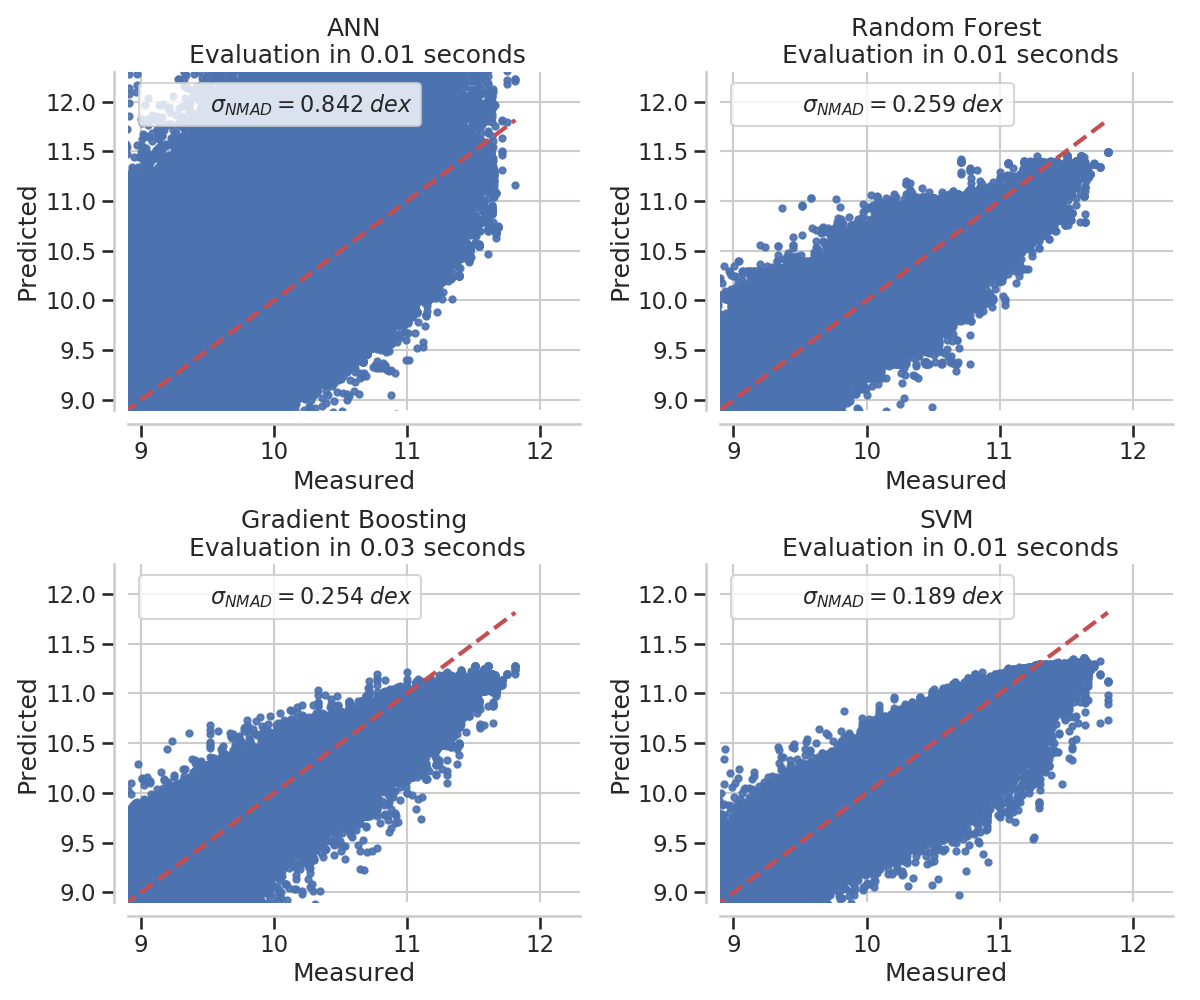 ANN
Evaluation in 0.01 seconds
σNMAD = 0.842 dex
12.0
11.5
11.0
10.5
10.0
9.5
9.0
Predicted
9 10 11 12
Measured
Random Forest
Evaluation in 0.01 seconds
σNMAD = 0.259 dex
12.0
11.5
11.0
10.5
10.0
9.5
9.0
Predicted
9 10 11 12
Measured
Gradient Boosting
Evaluation in 0.03 seconds
σNMAD = 0.254 dex
12.0
11.5
11.0
10.5
10.0
9.5
9.0
Predicted
9 10 11 12
Measured
SVM
Evaluation in 0.01 seconds
σNMAD = 0.189 dex
12.0
11.5
11.0
10.5
10.0
9.5
9.0
Predicted
9 10 11 12
Measured